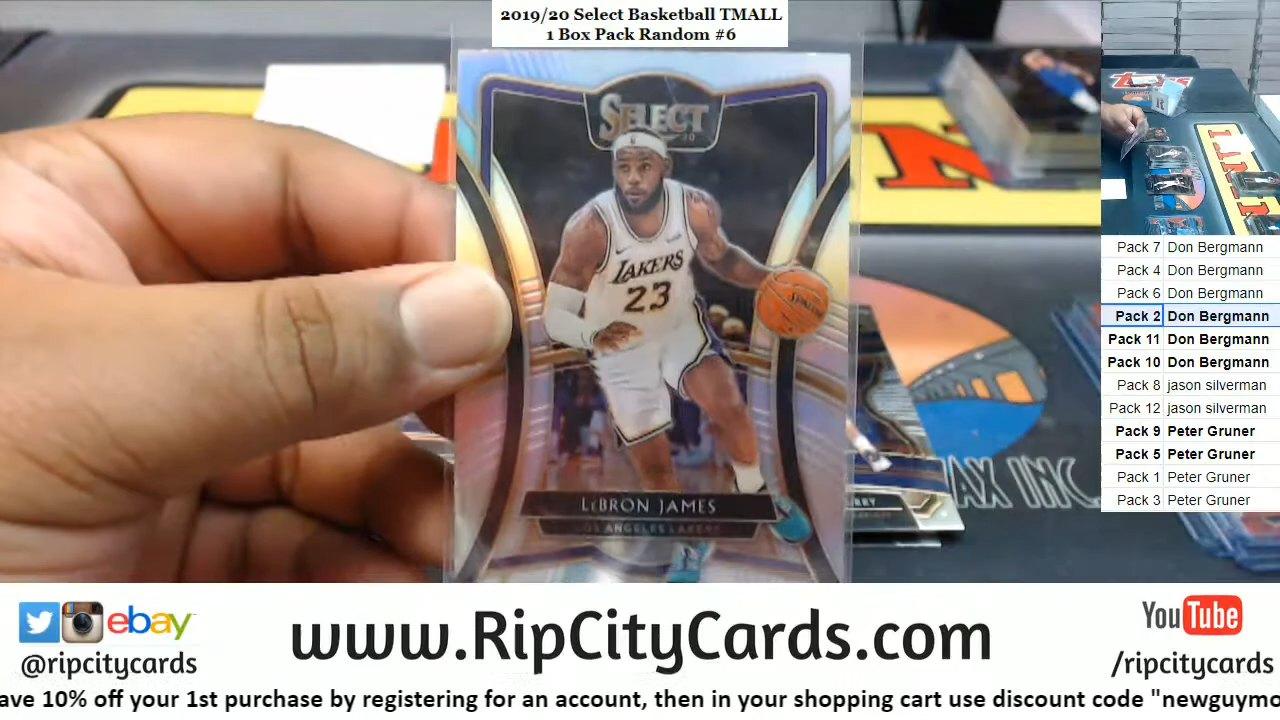 2019/20 Select Basketball TMALL
1 Box Pack Random #6
SELECT
LAKERS
23
SPALDING
LEBRON JAMES
LOS ANGELES LAKERS
AX INC.
Pack 7 Don Bergmann
Pack 4 Don Bergmann
Pack 6 Don Bergmann
Pack 2 Don Bergmann
Pack 11 Don Bergmann
Pack 10 Don Bergmann
Pack 8 jason silverman
Pack 12 jason silverman
Pack 9 Peter Gruner
Pack 5 Peter Gruner
Pack 1 Peter Gruner
Pack 3 Peter Gruner
ebay
@ripcitycards
www.RipCityCards.com
YouTube
/ripcitycards
ave 10% off your 1st purchase by registering for an account, then in your shopping cart use discount code "newguymo